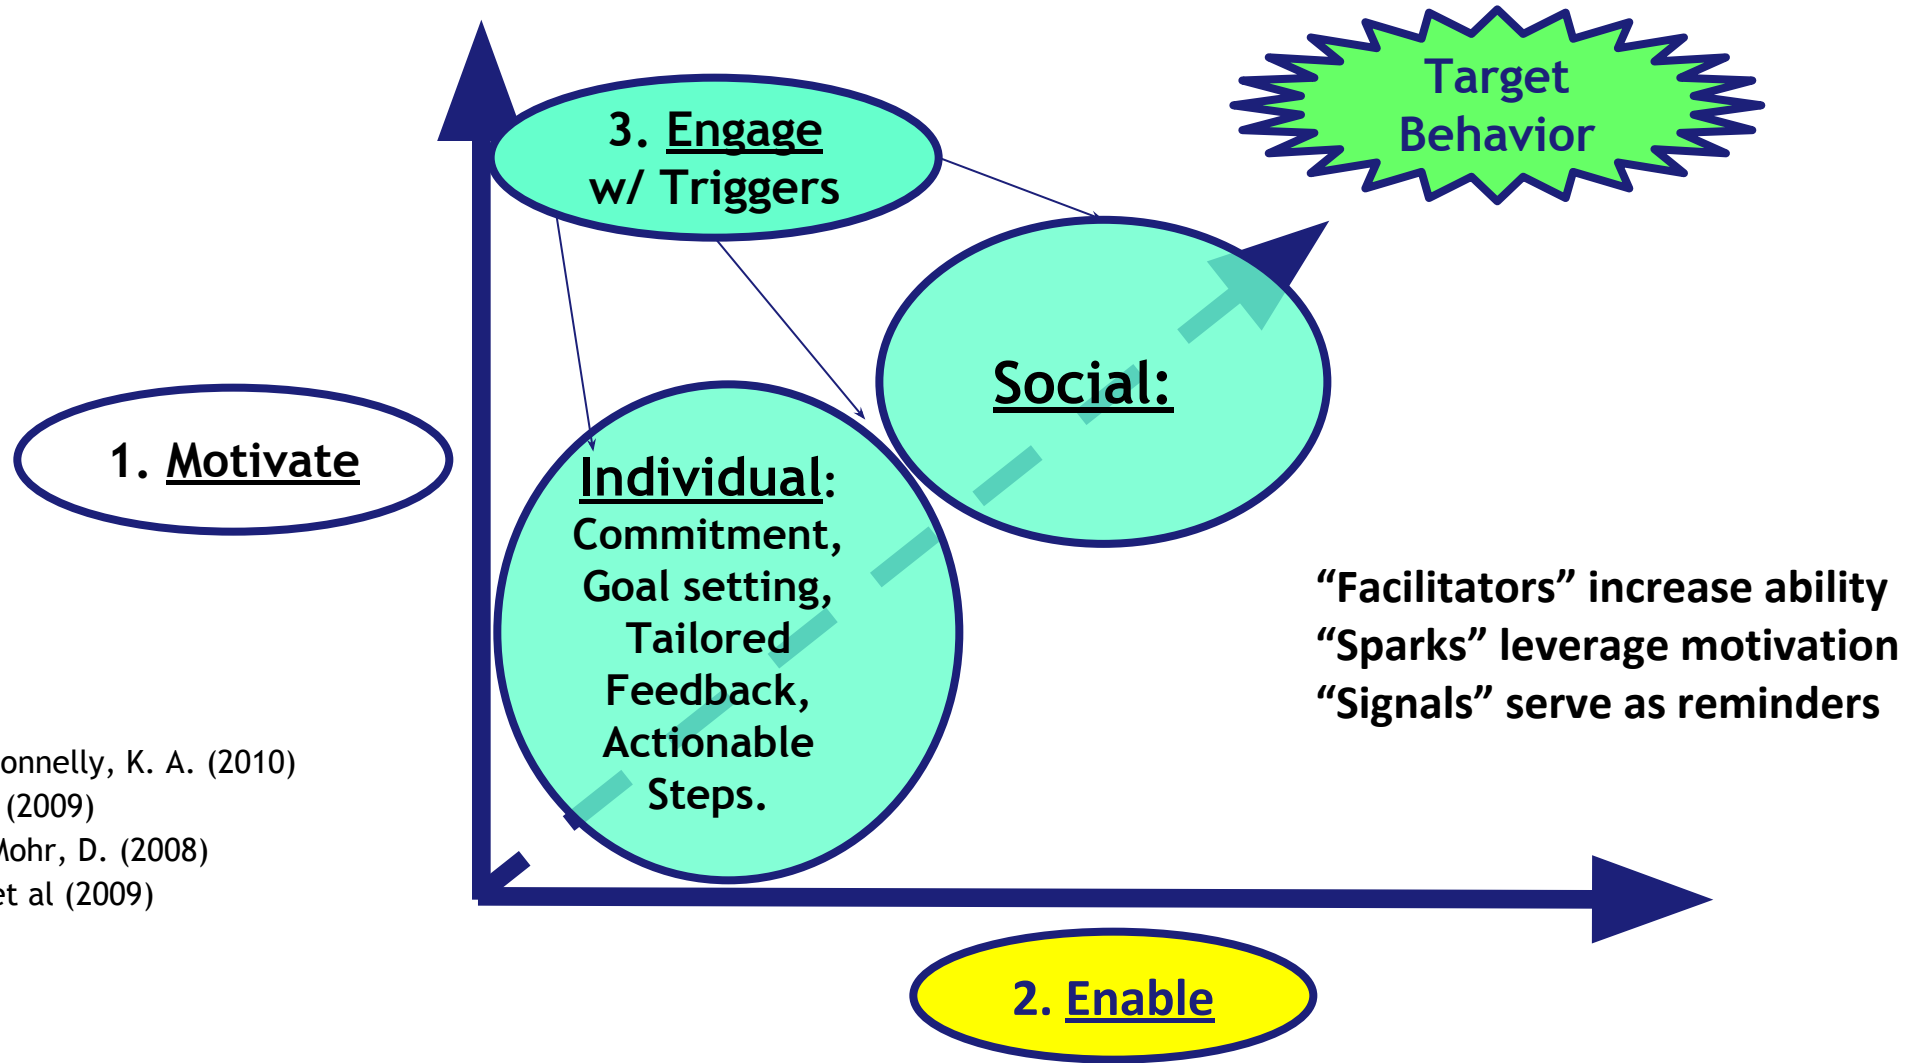 Target
Behavior
3. Engage
w/ Triggers
Social:
1. Motivate
Individual:
Commitment,
Goal setting,
Tailored
Feedback,
Actionable
Steps.
“Facilitators” increase ability
“Sparks” leverage motivation
“Signals” serve as reminders
onnelly, K. A. (2010)
(2009)
Mohr, D. (2008)
et al (2009)
2. Enable